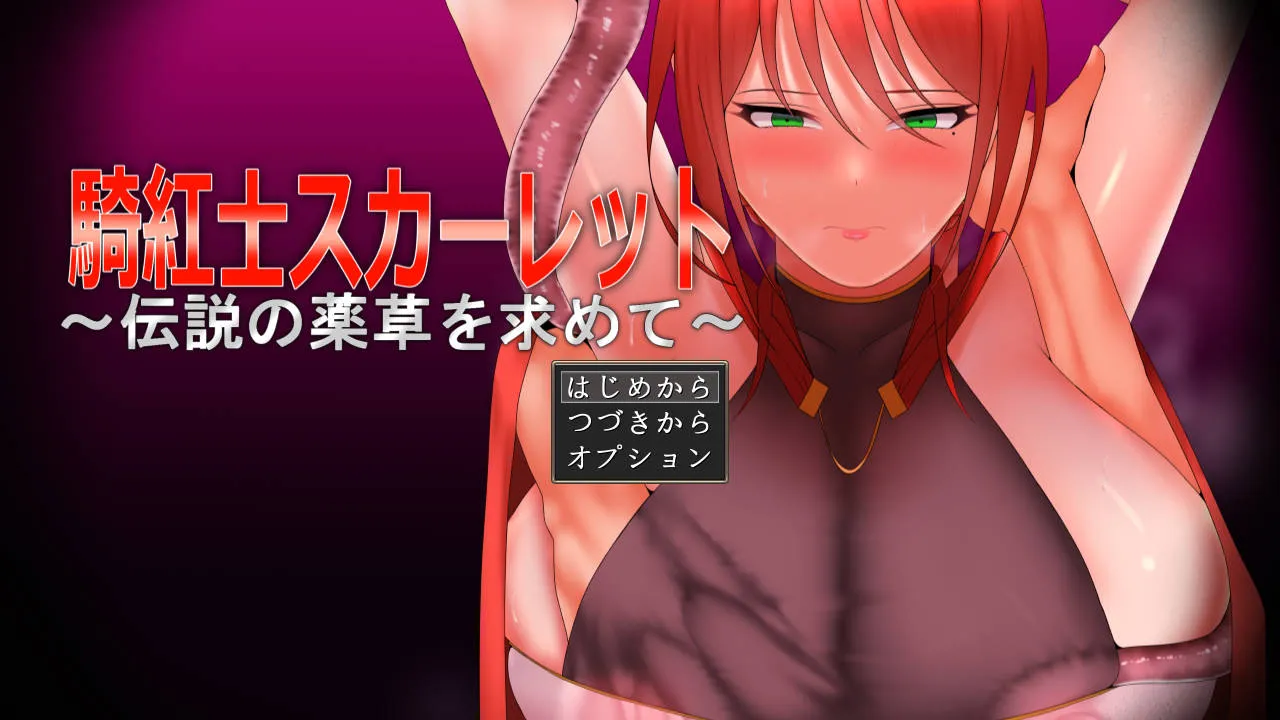 騎紅士スカーレット
～伝説の薬草を求めて～
はじめから
つづきから
オプション